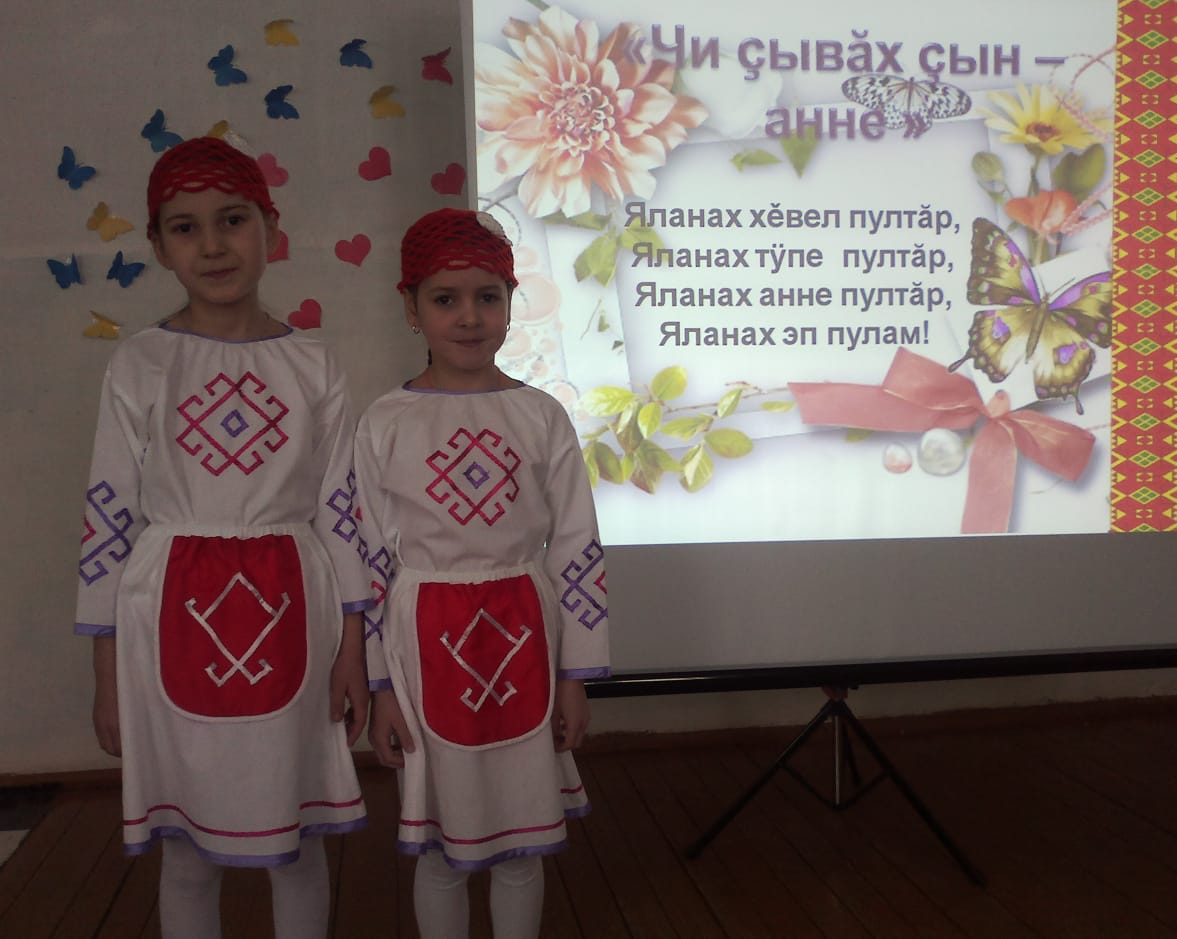 «Чи çывăх çын –
анне »
Яланах хĕвел пултăр,
Яланах тӳпе пултăр,
Яланах анне пултăр,
Яланах эп пулам!